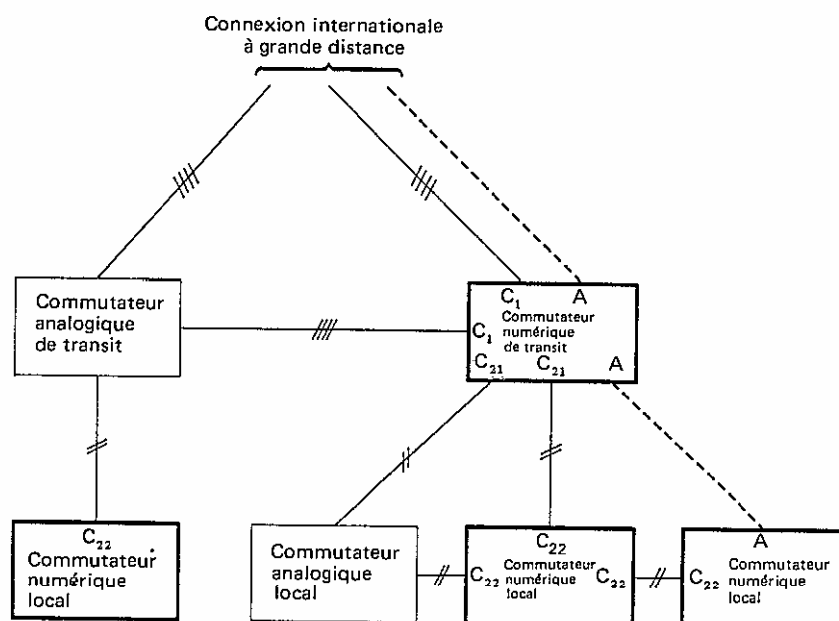 Connexion internationale
à grande distance
Commutateur
analogique
de transit
C₁ A
Commutateur
C₁ numérique
de transit
C₂₁ C₂₁ A
C₂₂
Commutateur
numérique
local
Commutateur
analogique
local
C₂₂
Commutateur
C₂₂ numérique C₂₂
local
A
Commutateur
C₂₂ numérique
local